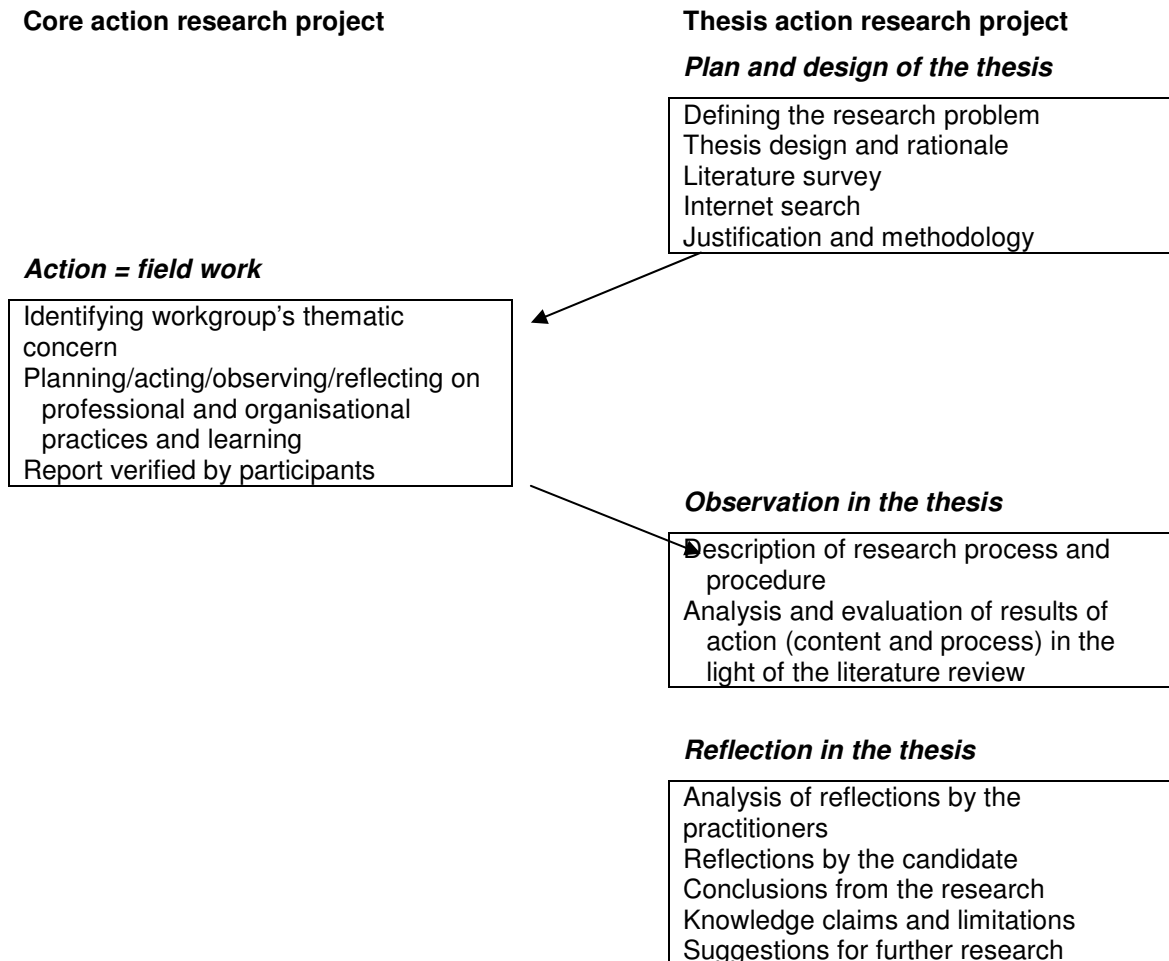 Core action research project
Thesis action research project
Plan and design of the thesis
Defining the research problem
Thesis design and rationale
Literature survey
Internet search
Justification and methodology
Action = field work
Identifying workgroup's thematic
concern
Planning/acting/observing/reflecting on
professional and organisational
practices and learning
Report verified by participants
Observation in the thesis
Description of research process and
procedure
Analysis and evaluation of results of
action (content and process) in the
light of the literature review
Reflection in the thesis
Analysis of reflections by the
practitioners
Reflections by the candidate
Conclusions from the research
Knowledge claims and limitations
Suggestions for further research